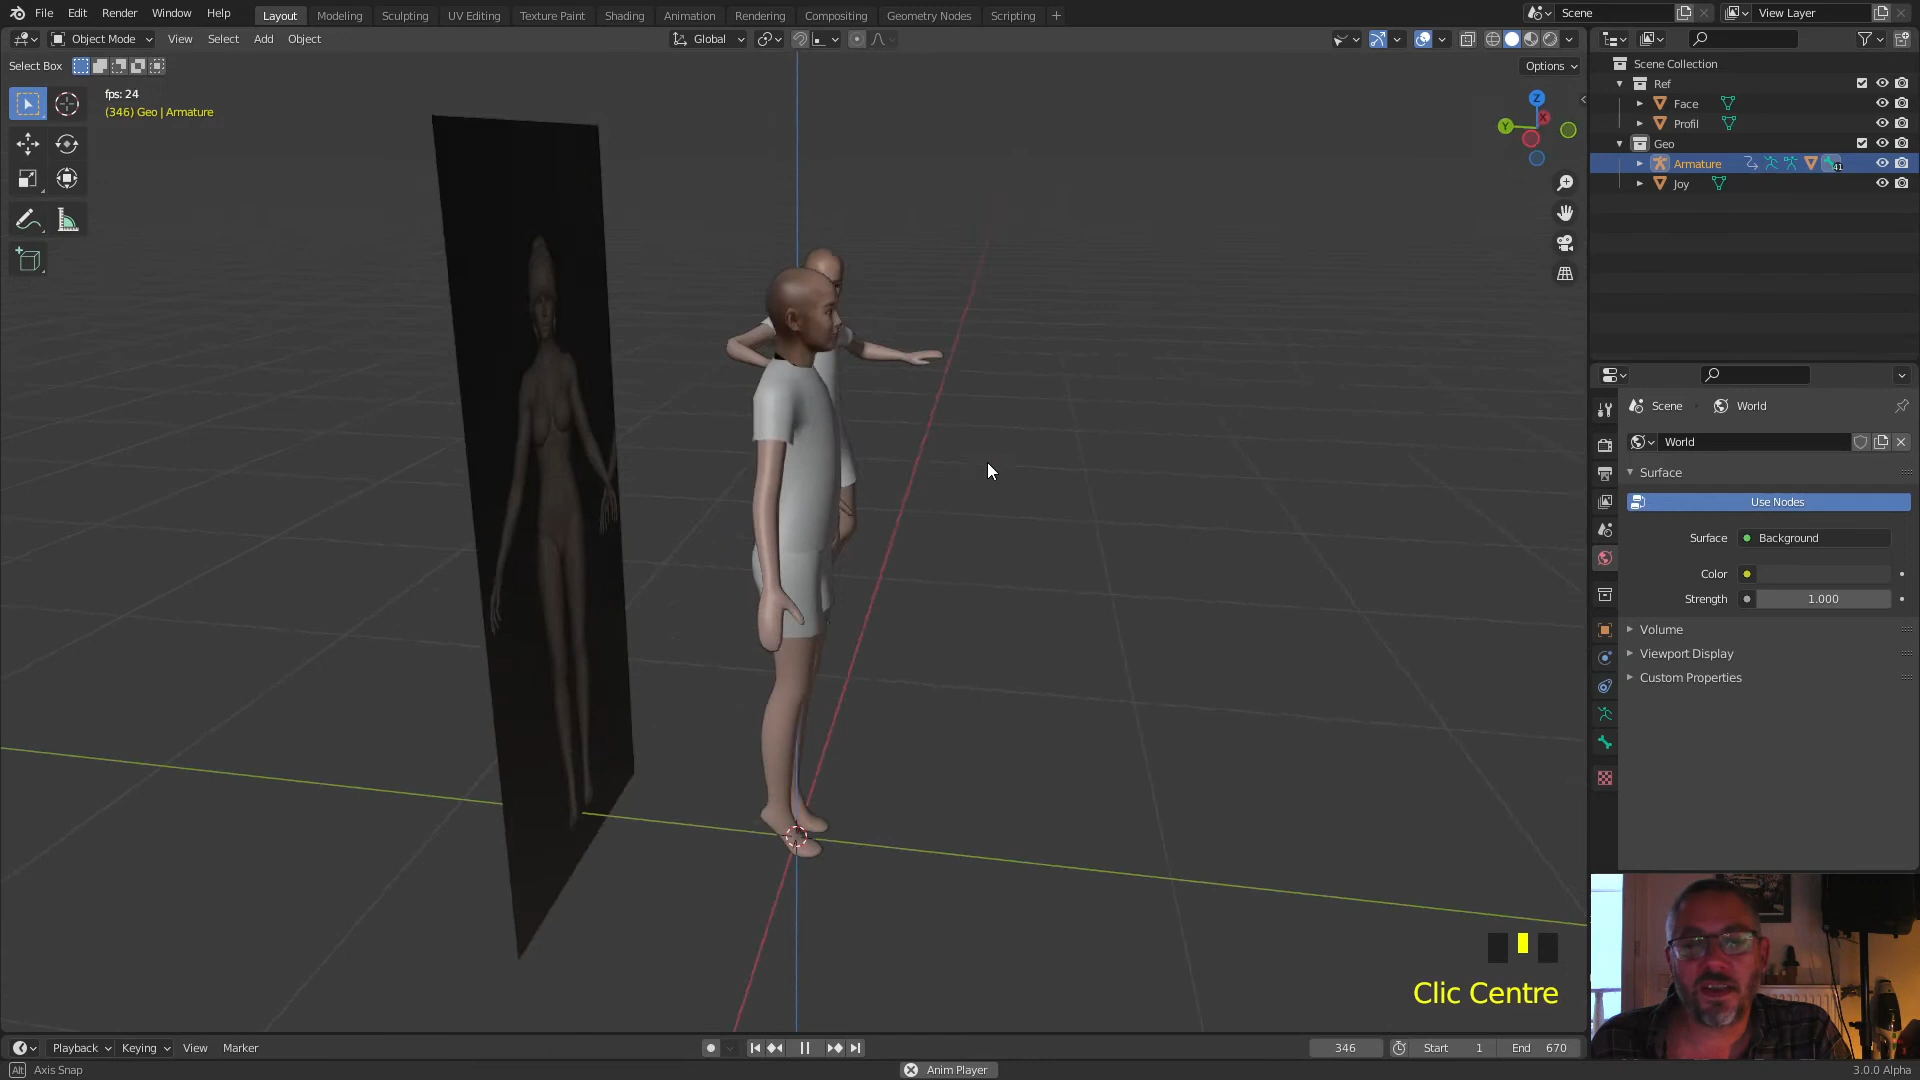 File Edit Render Window Help Layout Modeling Sculpting UV Editing Texture Paint Shading Animation Rendering Compositing Geometry Nodes Scripting + Scene View Layer
Object Mode View Select Add Object Global
Select Box Options
fps: 24
(346) Geo | Armature
Z
X
Y
Scene Collection
Ref
Face
Profil
Geo
Armature 41
Joy
Scene World
World
Surface
Use Nodes
Surface Background
Color
Strength 1.000
Volume
Viewport Display
Custom Properties
Clic Centre
Playback Keying View Marker 346 Start 1 End 670
Alt Axis Snap Anim Player 3.0.0 Alpha